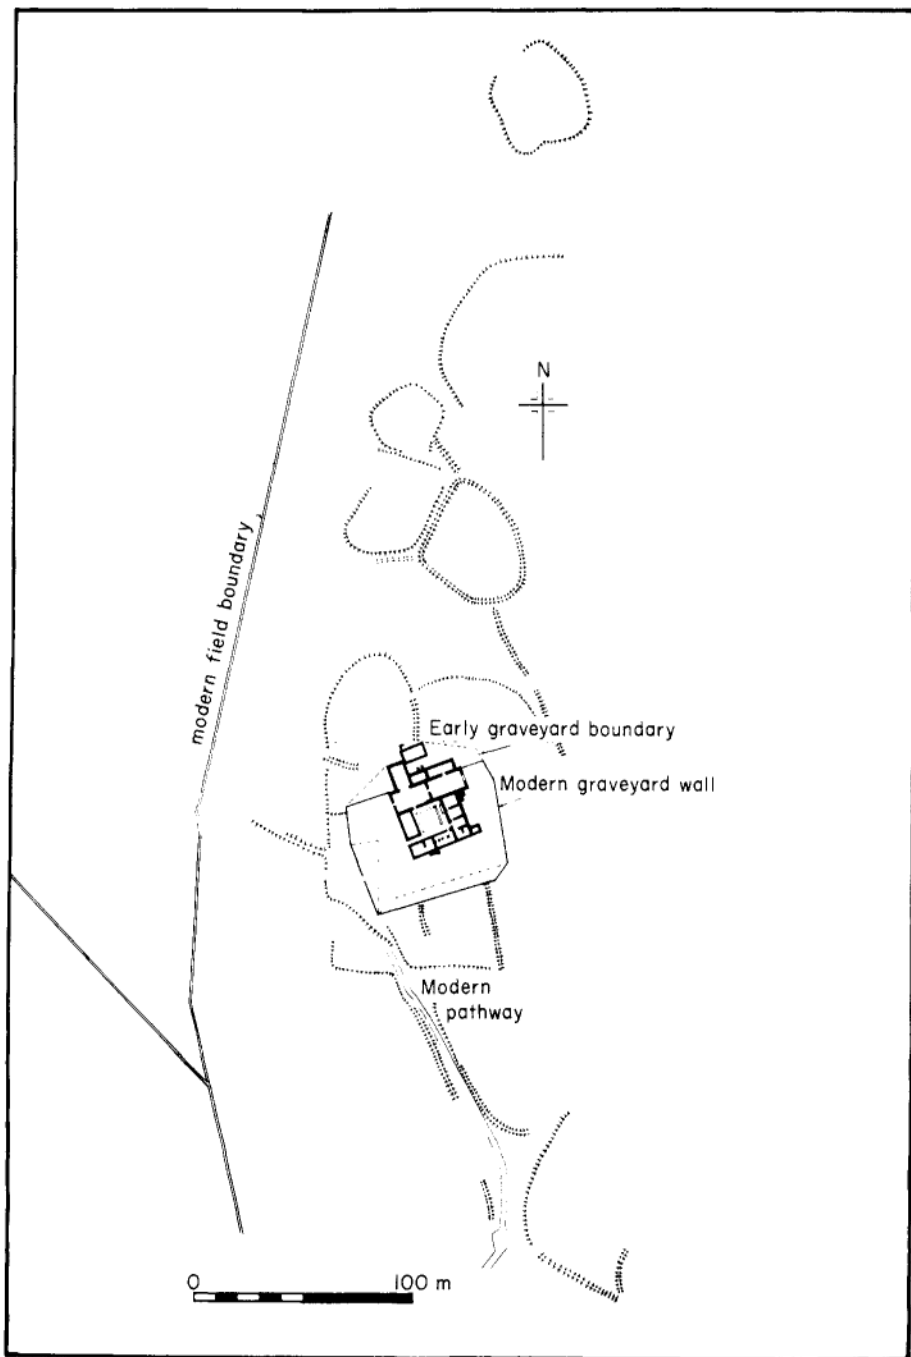 N
modern field boundary
Early graveyard boundary
Modern graveyard wall
Modern
pathway
0 100 m